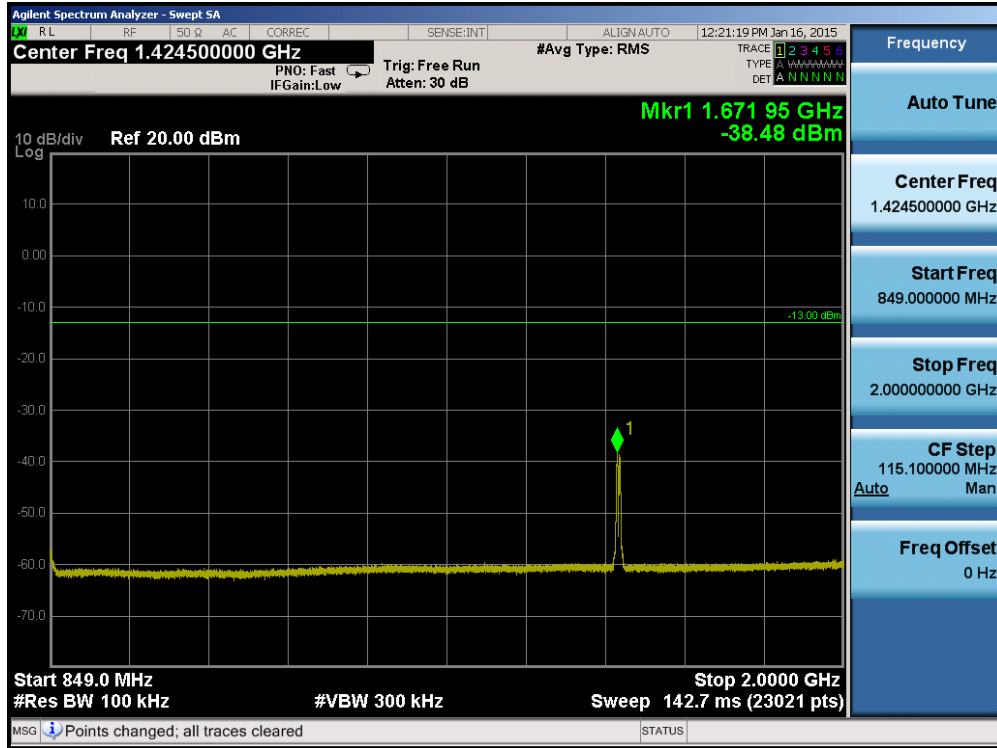 Agilent Spectrum Analyzer - Swept SA
LXI RL RF 50 Ω AC CORREC SENSE:INT ALIGN AUTO 12:21:19 PM Jan 16, 2015
Center Freq 1.424500000 GHz
PNO: Fast
IFGain:Low
Trig: Free Run
Atten: 30 dB
#Avg Type: RMS
TRACE 1 2 3 4 5 6
TYPE A WWWWW
DET A N N N N N
Mkr1 1.671 95 GHz
-38.48 dBm
10 dB/div Ref 20.00 dBm
Log
10.0
0.00
-10.0
-13.00 dBm
-20.0
-30.0
1
-40.0
-50.0
-60.0
-70.0
Start 849.0 MHz Stop 2.0000 GHz
#Res BW 100 kHz #VBW 300 kHz Sweep 142.7 ms (23021 pts)
MSG Points changed; all traces cleared STATUS
Frequency
Auto Tune
Center Freq
1.424500000 GHz
Start Freq
849.000000 MHz
Stop Freq
2.000000000 GHz
CF Step
115.100000 MHz
Auto Man
Freq Offset
0 Hz